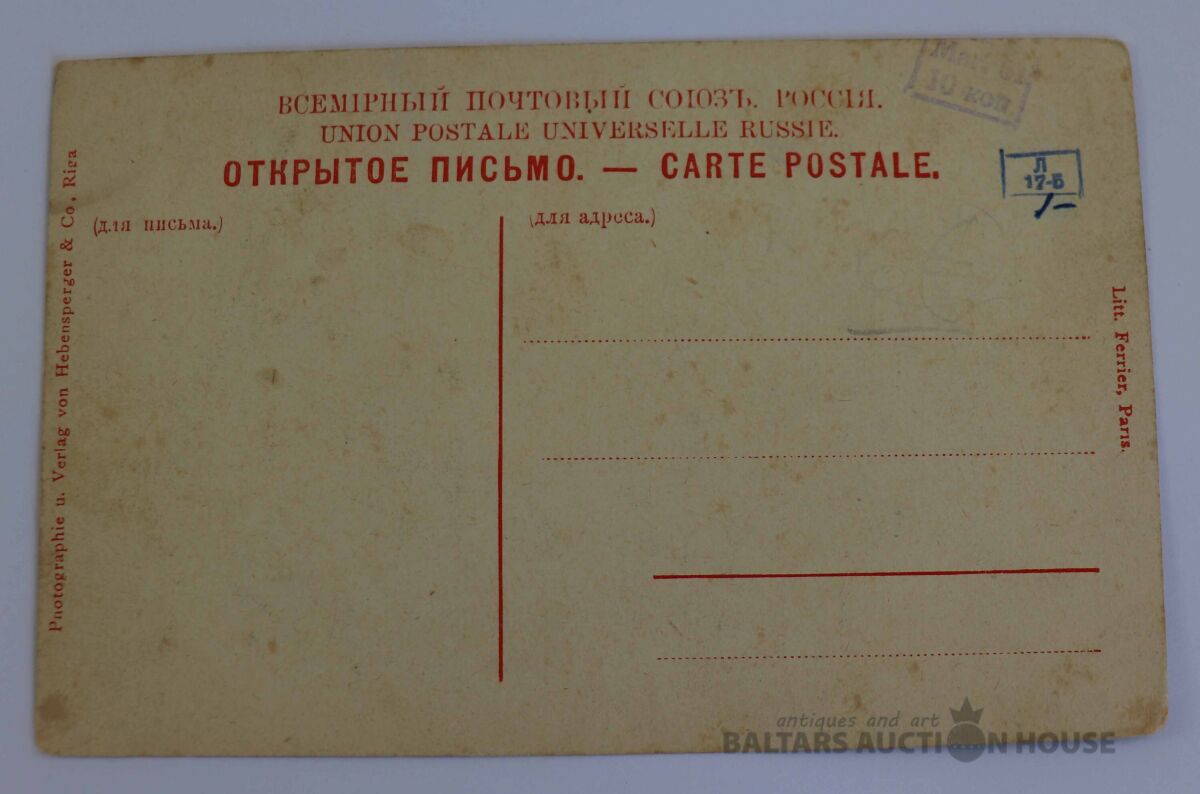 ВСЕМІРНЫЙ ПОЧТОВЫЙ СОЮЗЪ. РОССІЯ.
UNION POSTALE UNIVERSELLE RUSSIE.
ОТКРЫТОЕ ПИСЬМО. — CARTE POSTALE.
(для письма.)
(для адреса.)
10 коп
Л
17-Б
/-
Photographie u. Verlag von Hebensperger & Co, Riga
Litt. Ferrier, Paris.
antiques and art
BALTARS AUCTION HOUSE